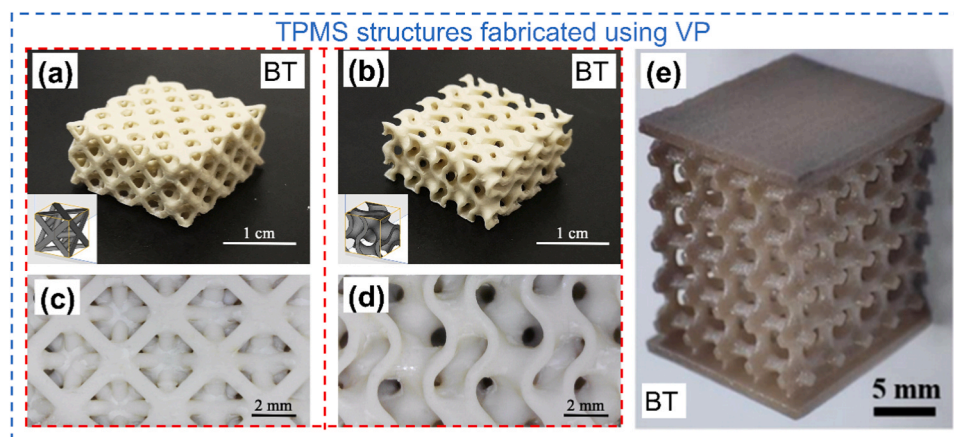 TPMS structures fabricated using VP
(a)
BT
1 cm
(b)
BT
1 cm
(c)
2 mm
(d)
2 mm
(e)
BT
5 mm